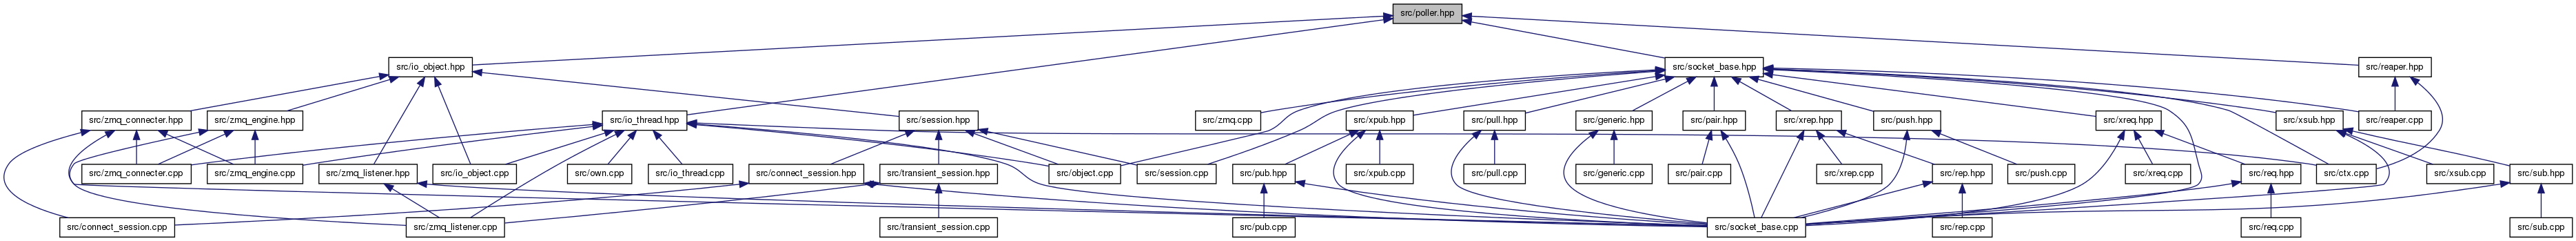 src/poller.hpp
src/io_object.hpp
src/socket_base.hpp
src/reaper.hpp
src/zmq_connecter.hpp
src/zmq_engine.hpp
src/io_thread.hpp
src/session.hpp
src/zmq.cpp
src/xpub.hpp
src/pull.hpp
src/generic.hpp
src/pair.hpp
src/xrep.hpp
src/push.hpp
src/xreq.hpp
src/xsub.hpp
src/reaper.cpp
src/zmq_connecter.cpp
src/zmq_engine.cpp
src/zmq_listener.hpp
src/io_object.cpp
src/own.cpp
src/io_thread.cpp
src/connect_session.hpp
src/transient_session.hpp
src/object.cpp
src/session.cpp
src/pub.hpp
src/xpub.cpp
src/pull.cpp
src/generic.cpp
src/pair.cpp
src/xrep.cpp
src/rep.hpp
src/push.cpp
src/xreq.cpp
src/req.hpp
src/ctx.cpp
src/xsub.cpp
src/sub.hpp
src/connect_session.cpp
src/zmq_listener.cpp
src/transient_session.cpp
src/pub.cpp
src/socket_base.cpp
src/rep.cpp
src/req.cpp
src/sub.cpp